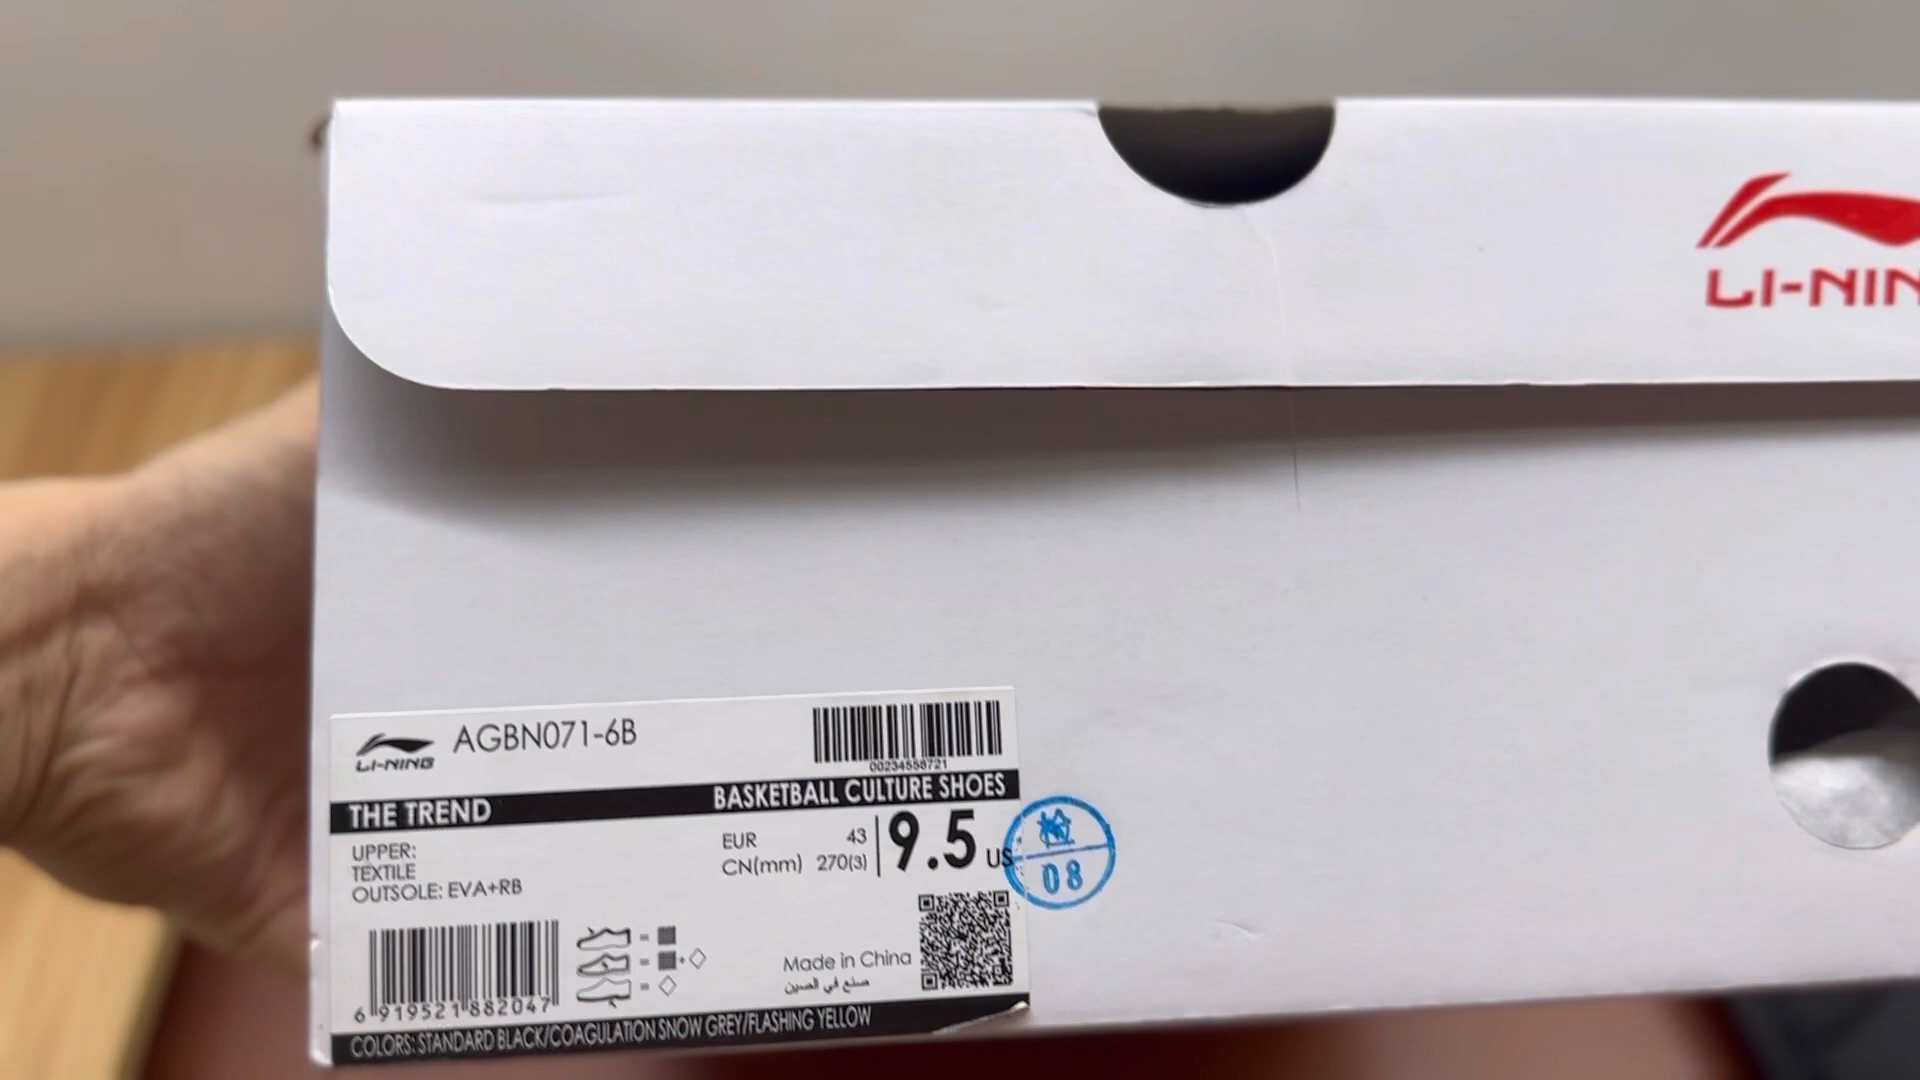 LI-NIN
LI-NING
AGBN071-6B
00234558721
THE TREND
BASKETBALL CULTURE SHOES
UPPER:
TEXTILE
OUTSOLE: EVA+RB
EUR 43
CN(mm) 270(3)
9.5 US
08
6 919521 882047
= 
= +
=
Made in China
صنع في الصين
COLORS: STANDARD BLACK/COAGULATION SNOW GREY/FLASHING YELLOW